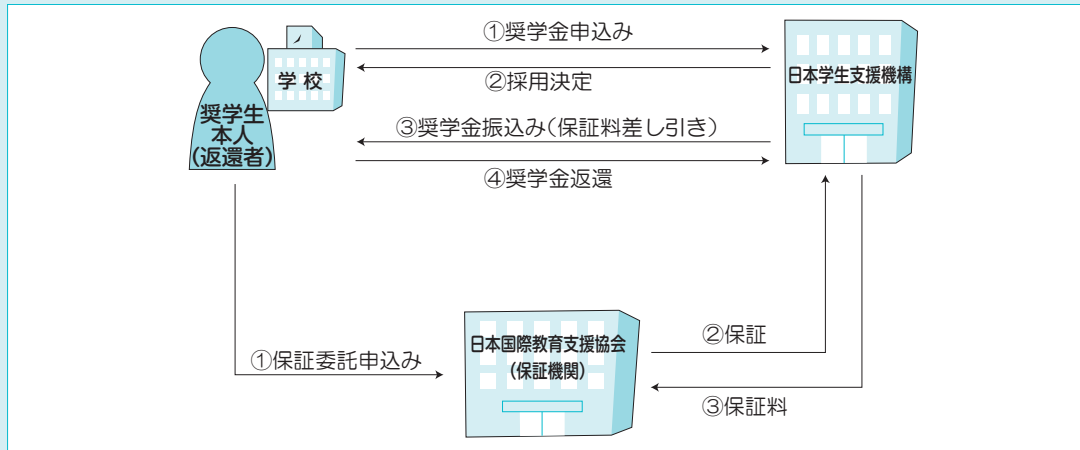 ①奨学金申込み
学校
日本学生支援機構
②採用決定
奨学生
本人
(返還者)
③奨学金振込み(保証料差し引き)
④奨学金返還
日本国際教育支援協会
(保証機関)
②保証
①保証委託申込み
③保証料